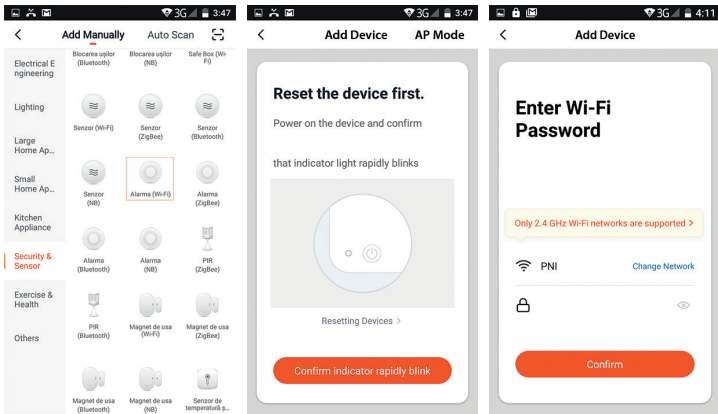 3G 3:47
Add Manually Auto Scan
Electrical E
ngineering
Lighting
Large
Home Ap...
Small
Home Ap...
Kitchen
Appliance
Security &
Sensor
Exercise &
Health
Others
Blocarea ușilor
(Bluetooth)
Blocarea ușilor
(NB)
Safe Box (Wi-
Fi)
Senzor (Wi-Fi)
Senzor
(ZigBee)
Senzor
(Bluetooth)
Senzor
(NB)
Alarma (Wi-Fi)
Alarma
(ZigBee)
Alarma
(Bluetooth)
Alarma
(NB)
PIR
(ZigBee)
PIR
(Bluetooth)
Magnet de usa
(Wi-Fi)
Magnet de usa
(ZigBee)
Magnet de usa
(Bluetooth)
Magnet de usa
(NB)
Senzor de
temperatură ș...
3G 3:47
Add Device AP Mode
Reset the device first.
Power on the device and confirm
that indicator light rapidly blinks
Resetting Devices >
Confirm indicator rapidly blink
3G 4:11
Add Device
Enter Wi-Fi
Password
Only 2.4 GHz Wi-Fi networks are supported >
PNI Change Network
Confirm